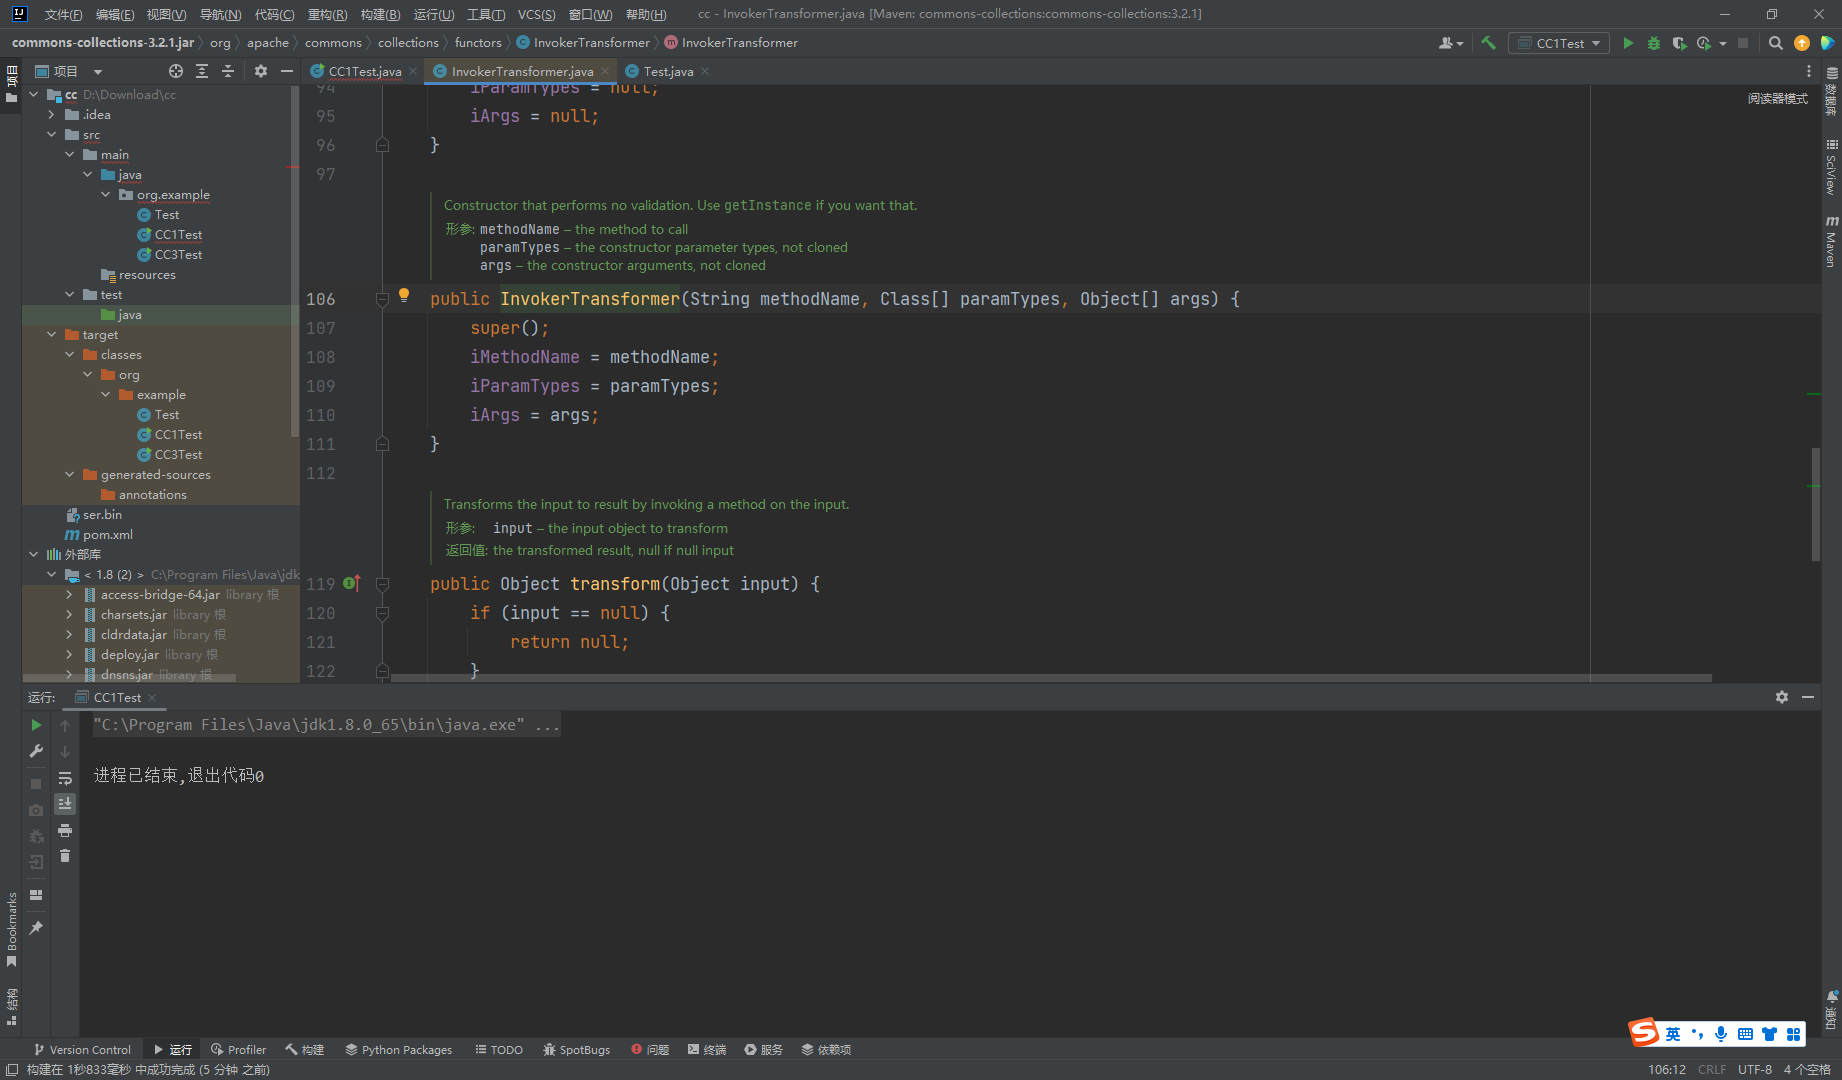 文件(F) 编辑(E) 视图(V) 导航(N) 代码(C) 重构(R) 构建(B) 运行(U) 工具(T) VCS(S) 窗口(W) 帮助(H) cc - InvokerTransformer.java [Maven: commons-collections:commons-collections:3.2.1]
commons-collections-3.2.1.jar org apache commons collections functors InvokerTransformer InvokerTransformer CC1Test
项目
CC1Test.java InvokerTransformer.java Test.java
cc D:\Download\cc
.idea
src
main
java
org.example
Test
CC1Test
CC3Test
resources
test
java
target
classes
org
example
Test
CC1Test
CC3Test
generated-sources
annotations
ser.bin
pom.xml
外部库
< 1.8 (2) > C:\Program Files\Java\jdk
access-bridge-64.jar library 根
charsets.jar library 根
cldrdata.jar library 根
deploy.jar library 根
dnsns.jar library 根
阅读器模式
94 iParamTypes = null;
95 iArgs = null;
96 }
97
Constructor that performs no validation. Use getInstance if you want that.
形参: methodName – the method to call
paramTypes – the constructor parameter types, not cloned
args – the constructor arguments, not cloned
106 public InvokerTransformer(String methodName, Class[] paramTypes, Object[] args) {
107 super();
108 iMethodName = methodName;
109 iParamTypes = paramTypes;
110 iArgs = args;
111 }
112
Transforms the input to result by invoking a method on the input.
形参: input – the input object to transform
返回值: the transformed result, null if null input
119 public Object transform(Object input) {
120 if (input == null) {
121 return null;
122 }
项目
Bookmarks
结构
数据库
SciView
Maven
通知
运行: CC1Test
"C:\Program Files\Java\jdk1.8.0_65\bin\java.exe" ...
进程已结束,退出代码0
英
Version Control 运行 Profiler 构建 Python Packages TODO SpotBugs 问题 终端 服务 依赖项
构建在 1秒833毫秒 中成功完成 (5 分钟 之前) 106:12 CRLF UTF-8 4 个空格